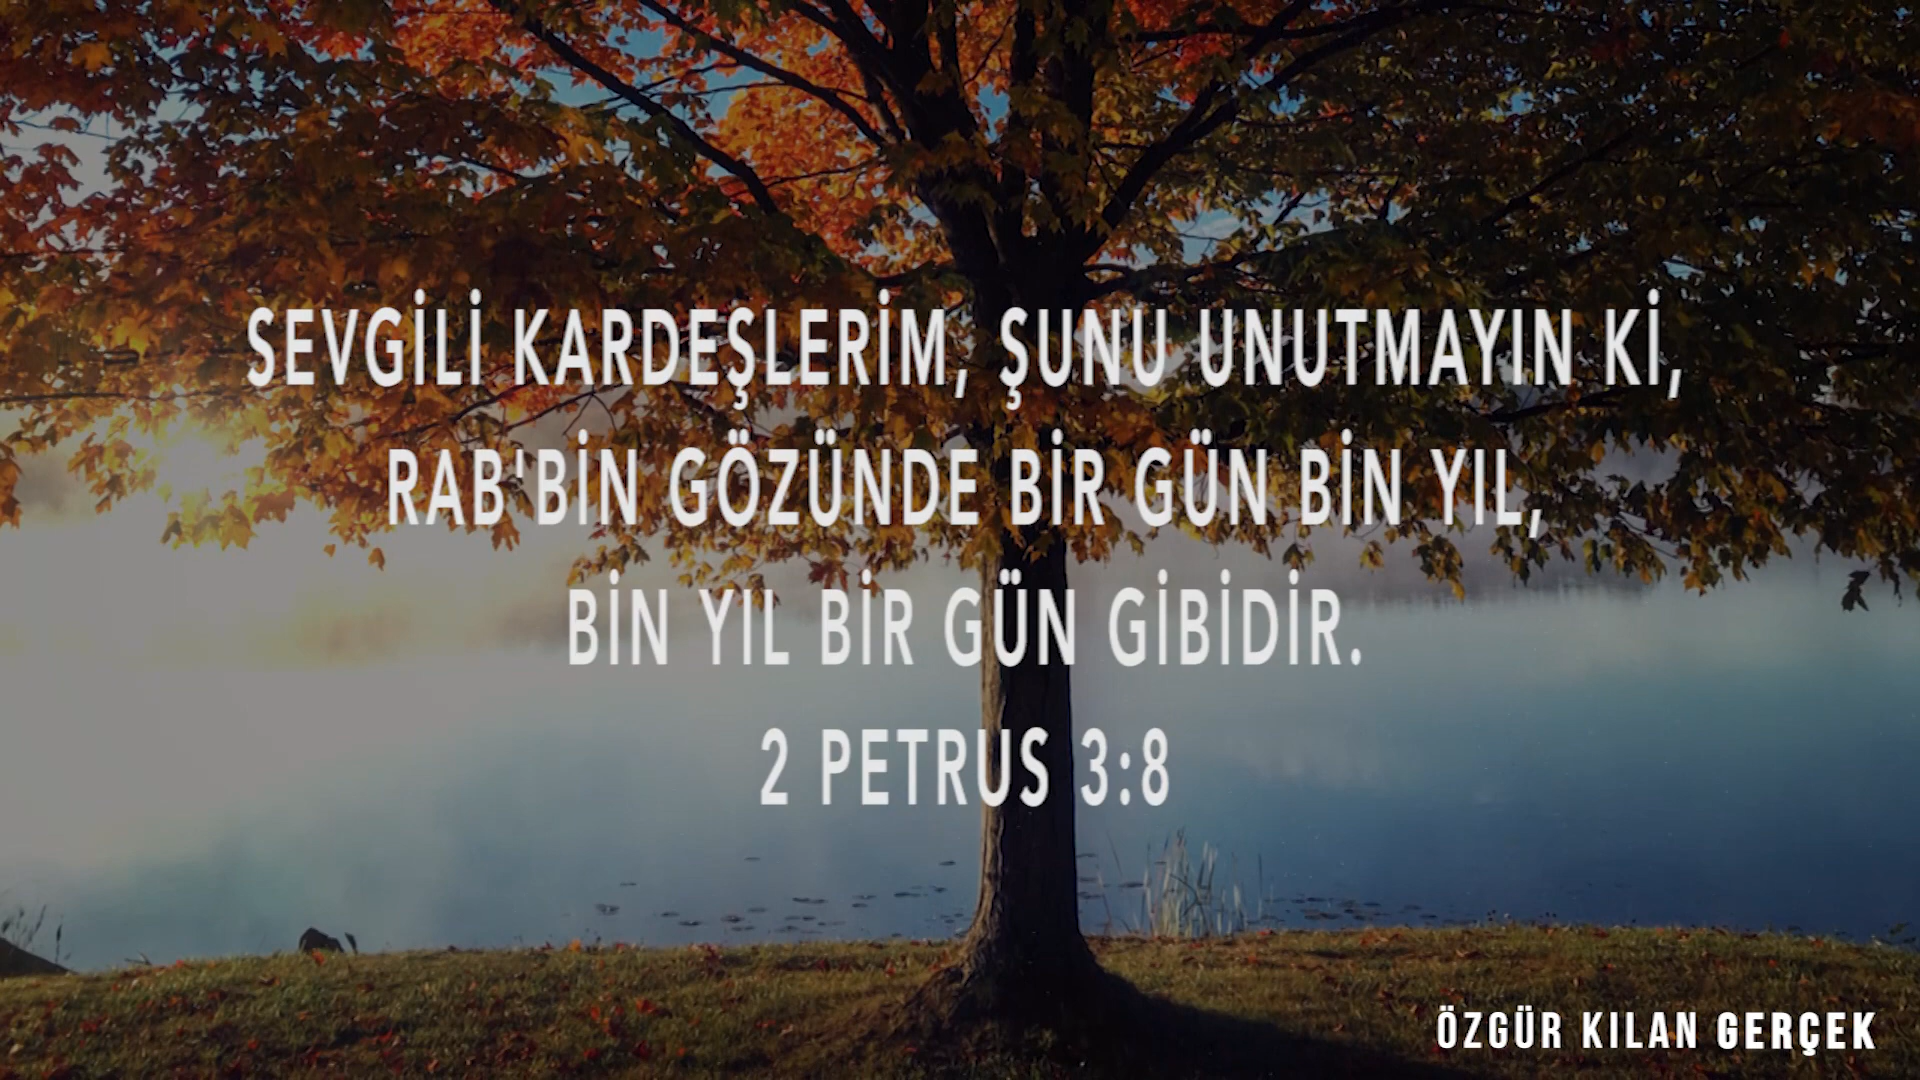 SEVGİLİ KARDEŞLERİM, ŞUNU UNUTMAYIN Kİ,
RAB'BİN GÖZÜNDE BİR GÜN BİN YIL,
BİN YIL BİR GÜN GİBİDİR.
2 PETRUS 3:8
ÖZGÜR KILAN GERÇEK